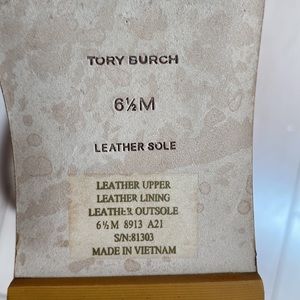 TORY BURCH
6½M
LEATHER SOLE
LEATHER UPPER
LEATHER LINING
LEATHER OUTSOLE
6½M 8913 A21
S/N:81303
MADE IN VIETNAM